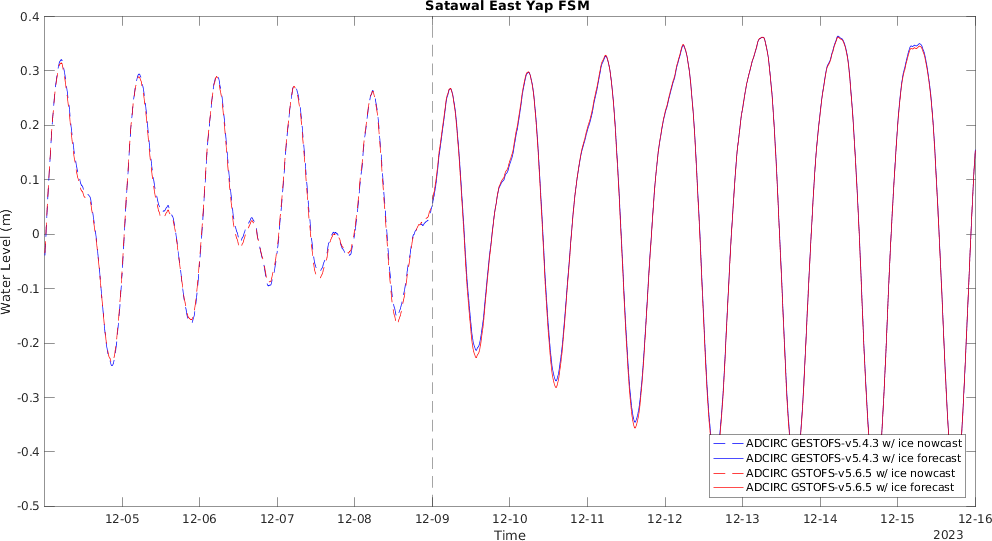 Satawal East Yap FSM
0.4
0.3
0.2
0.1
0
-0.1
-0.2
-0.3
-0.4
-0.5
Water Level (m)
ADCIRC GESTOFS-v5.4.3 w/ ice nowcast
ADCIRC GESTOFS-v5.4.3 w/ ice forecast
ADCIRC GSTOFS-v5.6.5 w/ ice nowcast
ADCIRC GSTOFS-v5.6.5 w/ ice forecast
12-05 12-06 12-07 12-08 12-09 12-10 12-11 12-12 12-13 12-14 12-15 12-16
Time
2023